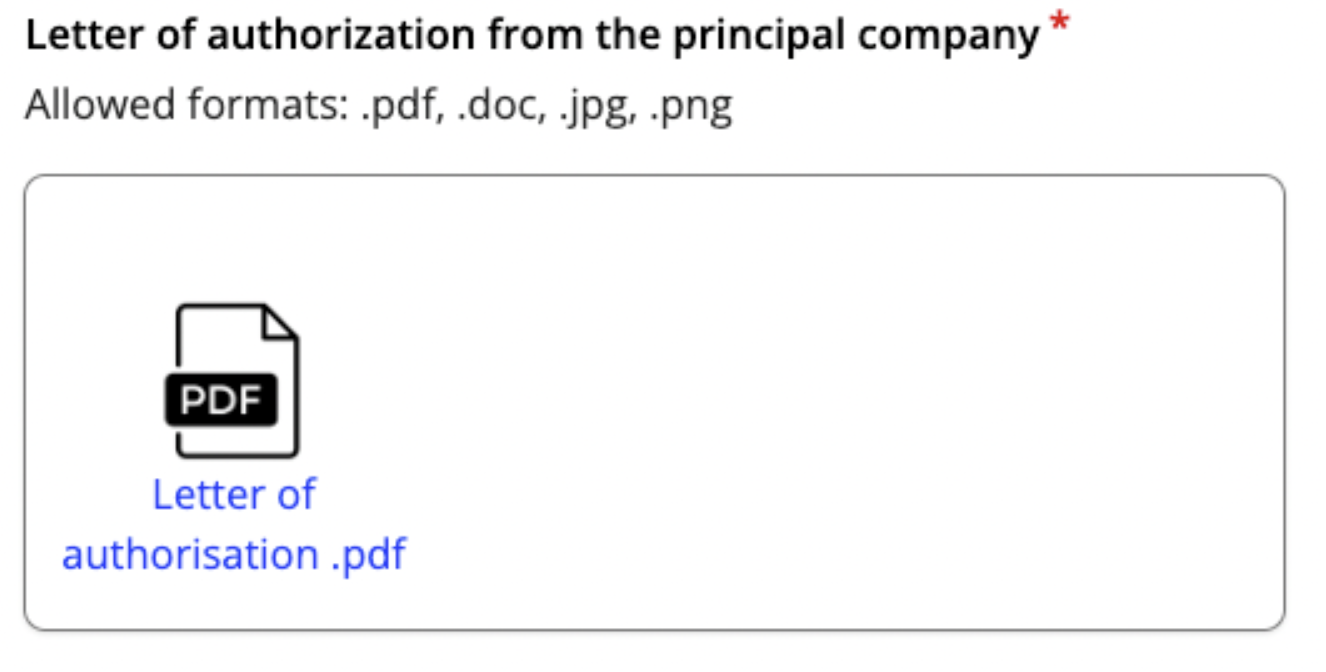 Letter of authorization from the principal company *
Allowed formats: .pdf, .doc, .jpg, .png
PDF
Letter of
authorisation .pdf